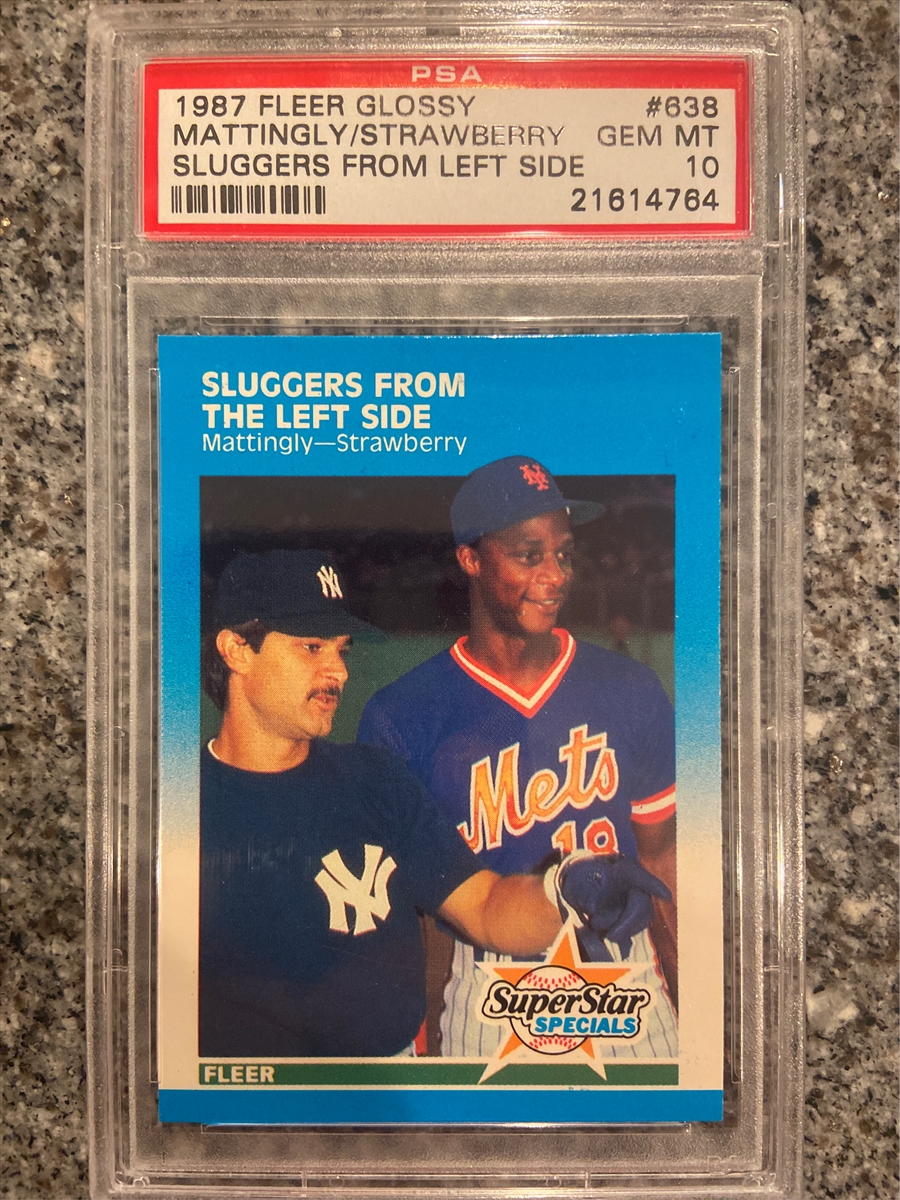 PSA
1987 FLEER GLOSSY #638
MATTINGLY/STRAWBERRY GEM MT
SLUGGERS FROM LEFT SIDE 10
21614764
SLUGGERS FROM
THE LEFT SIDE
Mattingly—Strawberry
NY
NY
Mets
18
NY
SuperStar
SPECIALS
FLEER